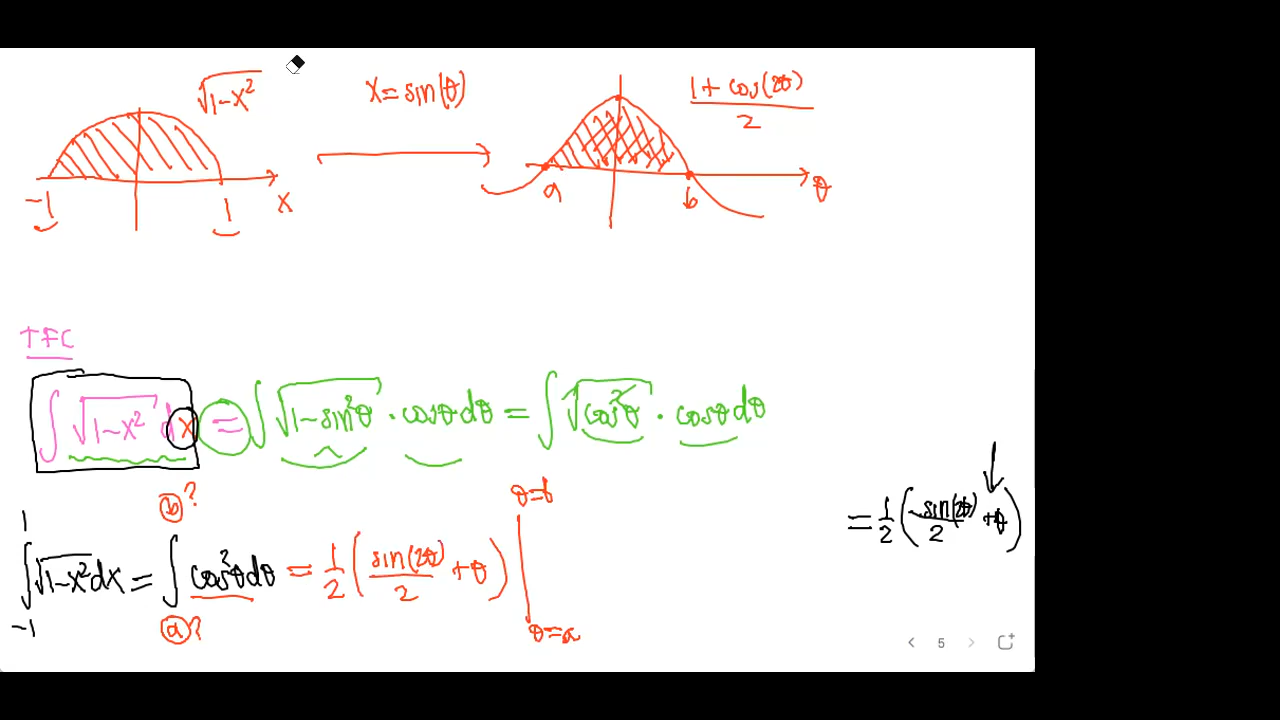 √1-x²
x = sin(θ)
1 + cos(2θ) / 2
-1 1 x
a b θ
TFC
∫ √1-x² dx = ∫ √1-sin²θ · cosθ dθ = ∫ √cos²θ · cosθ dθ
= 1/2 (sin(2θ)/2 + θ)
b? θ=b
1
∫ √1-x² dx = ∫ cos²θ dθ = 1/2 (sin(2θ)/2 + θ) |
-1
a? θ=a
< 5 >